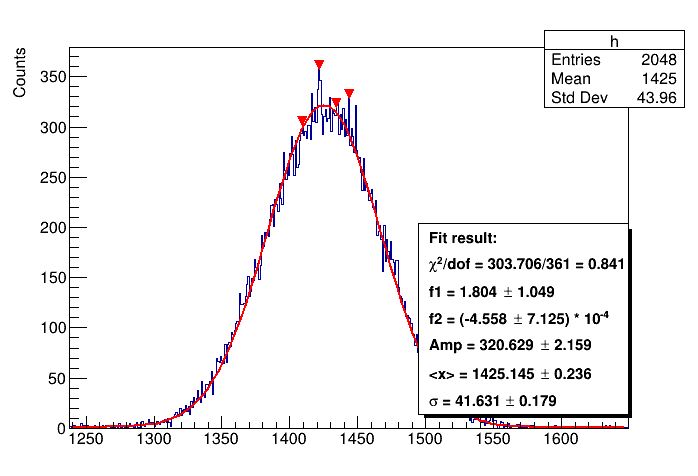 h
Entries 2048
Mean 1425
Std Dev 43.96
Counts
350
300
250
200
150
100
50
0
Fit result:
χ²/dof = 303.706/361 = 0.841
f1 = 1.804 ± 1.049
f2 = (-4.558 ± 7.125) * 10⁻⁴
Amp = 320.629 ± 2.159
<x> = 1425.145 ± 0.236
σ = 41.631 ± 0.179
1250 1300 1350 1400 1450 1500 1550 1600